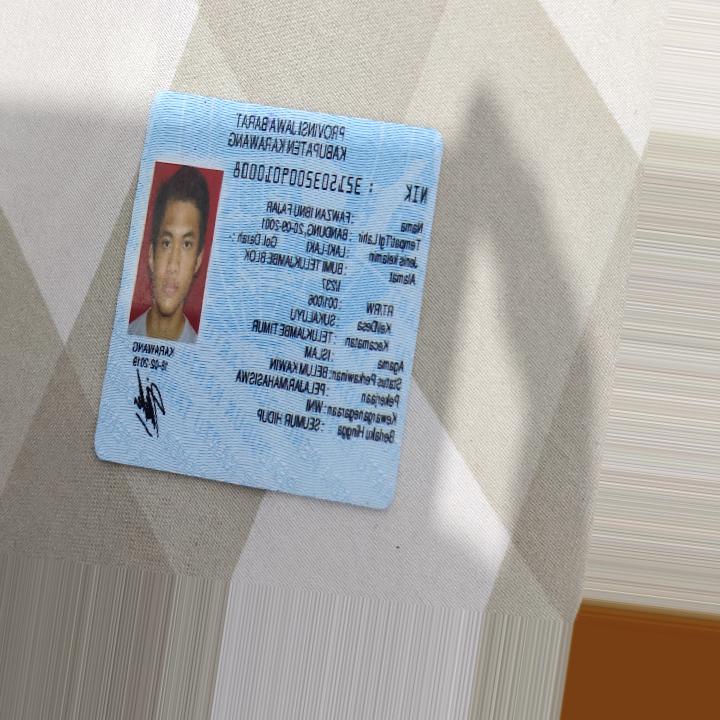 PROVINSI JAWA BARAT
KABUPATEN KARAWANG
NIK : 3215032009010008
Nama : FAWZAN IBNU FAJAR
Tempat/Tgl Lahir : BANDUNG, 20-09-2001
Jenis kelamin : LAKI-LAKI Gol. Darah :
Alamat : BUMI TELUKJAMBE BLOK
RT/RW : 001/006
Kel/Desa : SUKALUYU
Kecamatan : TELUKJAMBE TIMUR
Agama : ISLAM
Status Perkawinan : BELUM KAWIN
Pekerjaan : PELAJAR/MAHASISWA
Kewarganegaraan : WNI
Berlaku Hingga : SEUMUR HIDUP
KARAWANG
18-02-2019